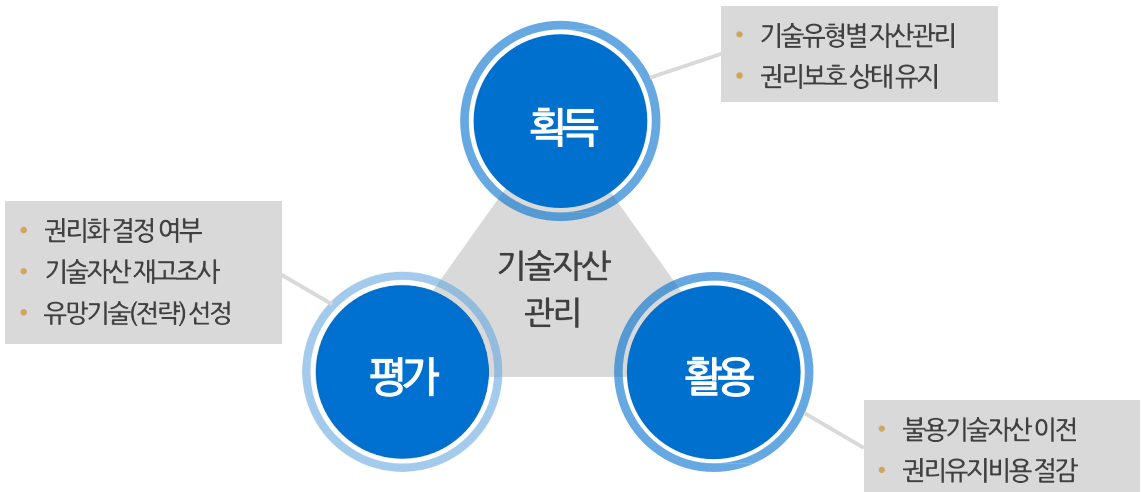 획득
• 기술유형별 자산관리
• 권리보호 상태 유지
기술자산
관리
평가
• 권리화 결정 여부
• 기술자산 재고조사
• 유망기술(전략) 선정
활용
• 불용기술자산 이전
• 권리유지비용 절감